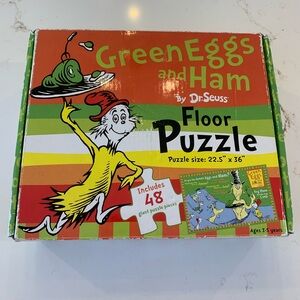 Green Eggs
and Ham
By Dr. Seuss
Floor
Puzzle
Puzzle size: 22.5" x 36"
Includes
48
giant puzzle pieces
Ages 3-5 years